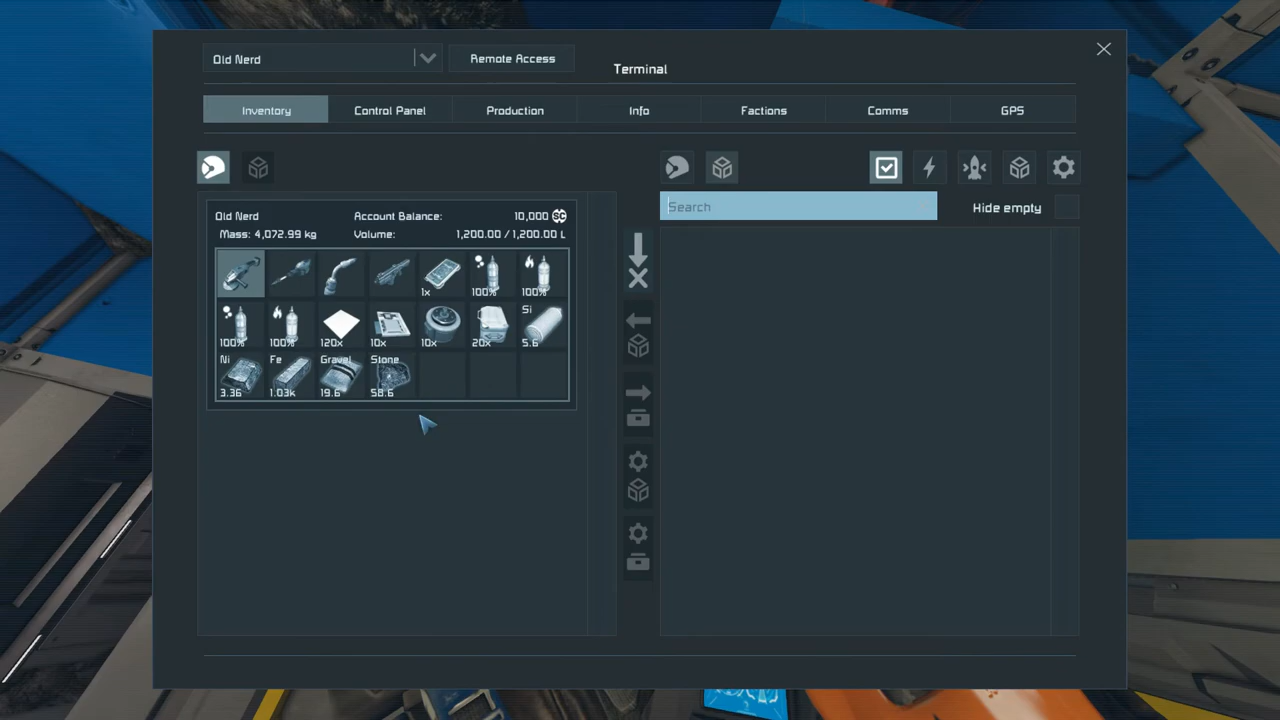 Old Nerd
Remote Access
Terminal
Inventory
Control Panel
Production
Info
Factions
Comms
GPS
Search
Hide empty
Old Nerd
Account Balance:
10,000 SC
Mass: 4,072.99 kg
Volume:
1,200.00 / 1,200.00 L
1x
100%
100%
100%
100%
120x
10x
10x
20x
Si
5.6
Ni
3.36
Fe
1.03k
Gravel
19.6
Stone
58.6